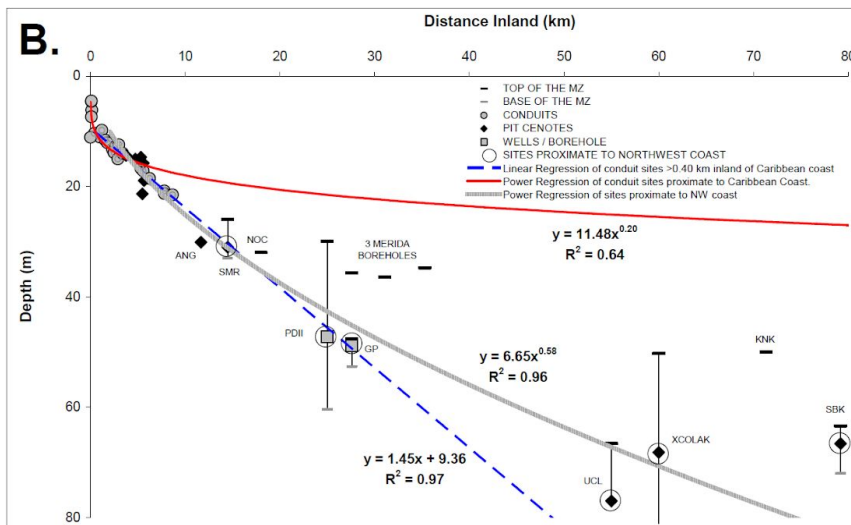 B.
Distance Inland (km)
0 10 20 30 40 50 60 70 80
Depth (m)
0
20
40
60
80
TOP OF THE MZ
BASE OF THE MZ
CONDUITS
PIT CENOTES
WELLS / BOREHOLE
SITES PROXIMATE TO NORTHWEST COAST
Linear Regression of conduit sites >0.40 km inland of Caribbean coast
Power Regression of conduit sites proximate to Caribbean Coast.
Power Regression of sites proximate to NW coast
y = 11.48x^0.20
R² = 0.64
ANG
SMR
NOC
3 MERIDA
BOREHOLES
PDII
GP
y = 6.65x^0.58
R² = 0.96
KNK
SBK
XCOLAK
UCL
y = 1.45x + 9.36
R² = 0.97